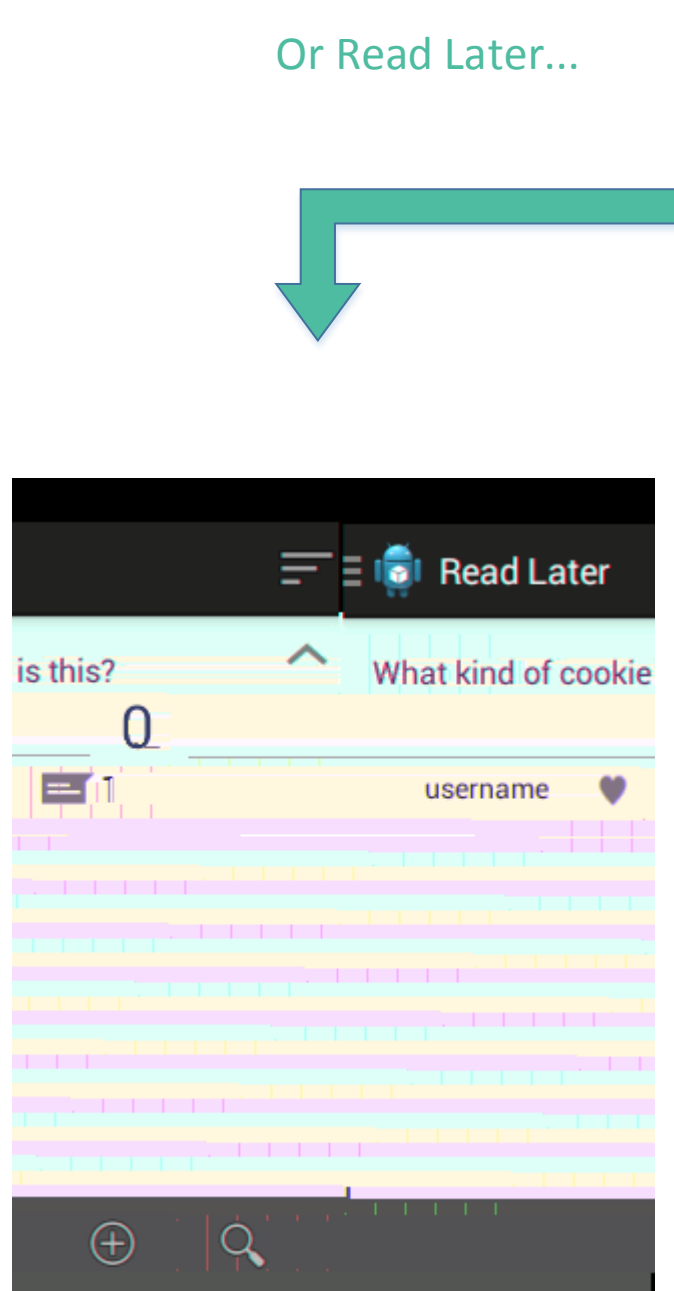 Or Read Later...
Read Later
is this?
What kind of cookie
0
1
username